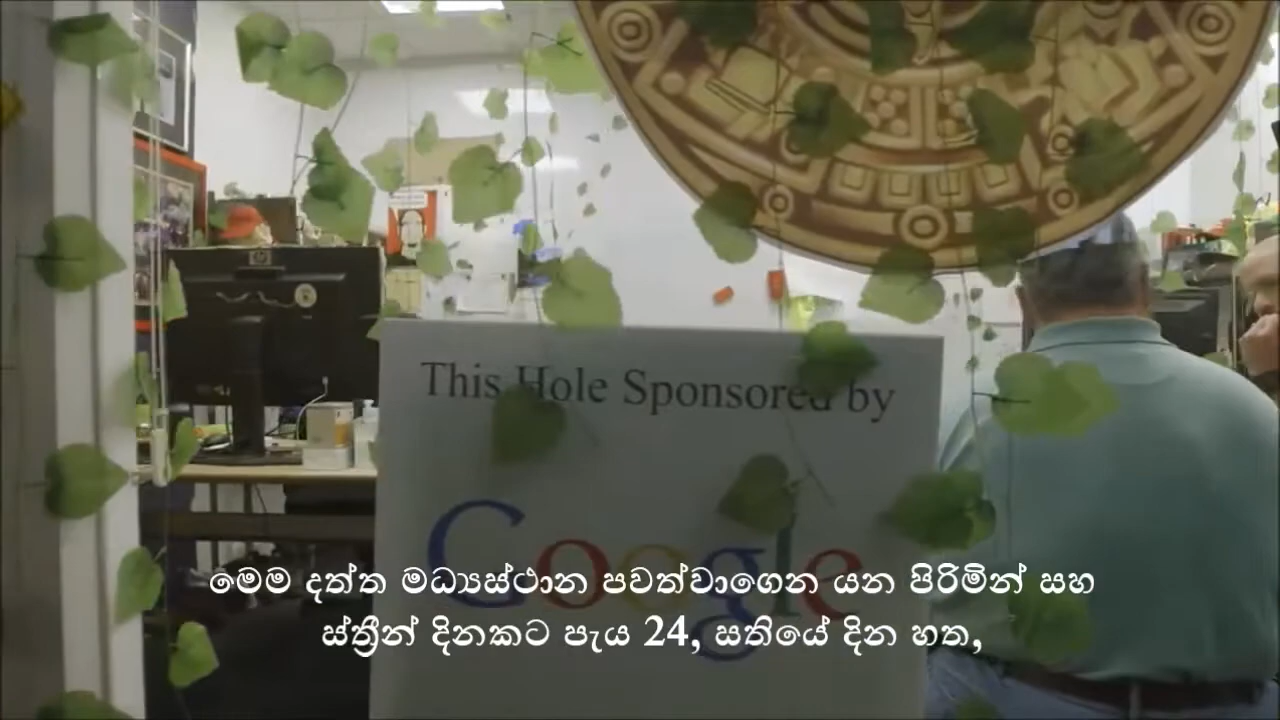 This Hole Sponsored by
Google
මෙම දත්ත මධ්‍යස්ථාන පවත්වාගෙන යන පිරිමින් සහ
ස්ත්‍රීන් දිනකට පැය 24, සතියේ දින හත,